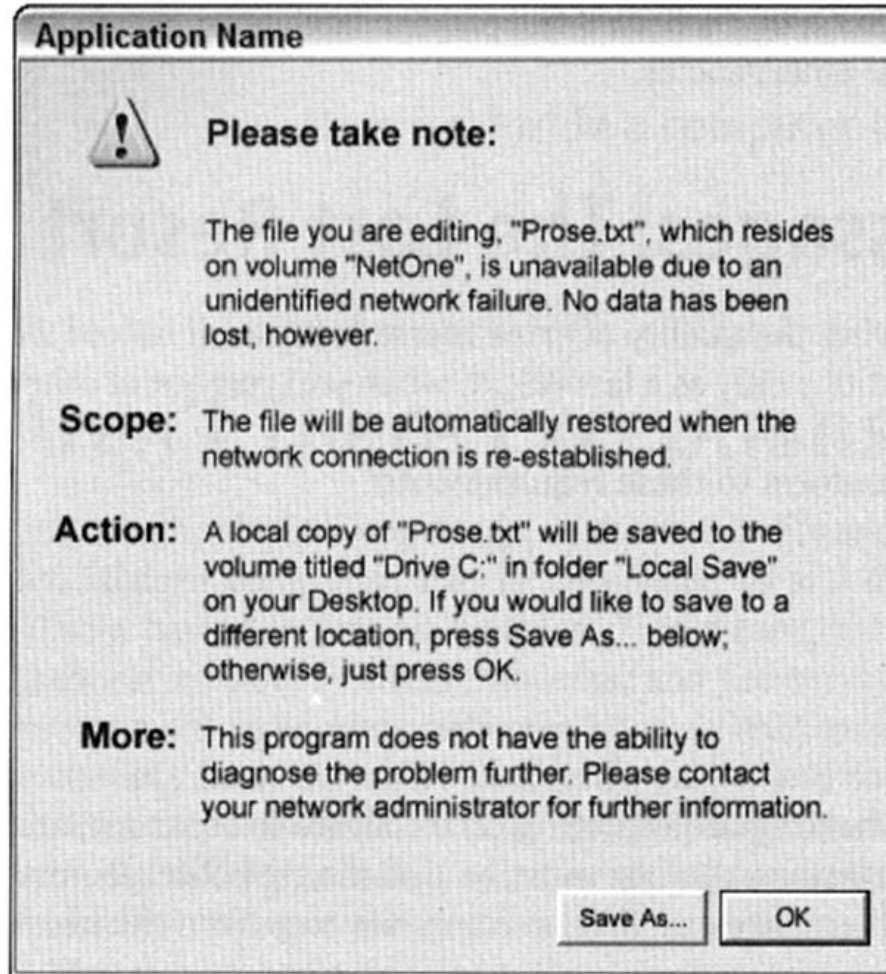 Application Name
Please take note:
The file you are editing, "Prose.txt", which resides
on volume "NetOne", is unavailable due to an
unidentified network failure. No data has been
lost, however.
Scope: The file will be automatically restored when the
network connection is re-established.
Action: A local copy of "Prose.txt" will be saved to the
volume titled "Drive C:" in folder "Local Save"
on your Desktop. If you would like to save to a
different location, press Save As... below;
otherwise, just press OK.
More: This program does not have the ability to
diagnose the problem further. Please contact
your network administrator for further information.
Save As...
OK